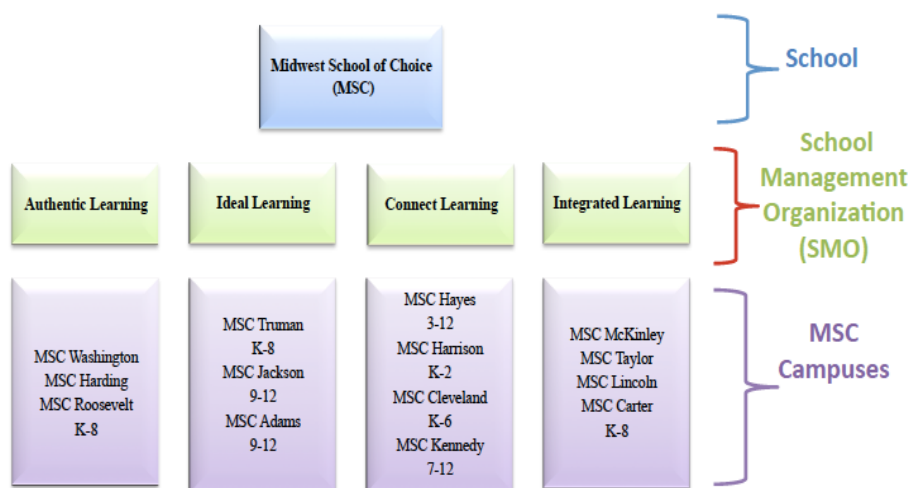 Midwest School of Choice
(MSC)
School
Authentic Learning
Ideal Learning
Connect Learning
Integrated Learning
School
Management
Organization
(SMO)
MSC Washington
MSC Harding
MSC Roosevelt
K-8
MSC Truman
K-8
MSC Jackson
9-12
MSC Adams
9-12
MSC Hayes
3-12
MSC Harrison
K-2
MSC Cleveland
K-6
MSC Kennedy
7-12
MSC McKinley
MSC Taylor
MSC Lincoln
MSC Carter
K-8
MSC
Campuses